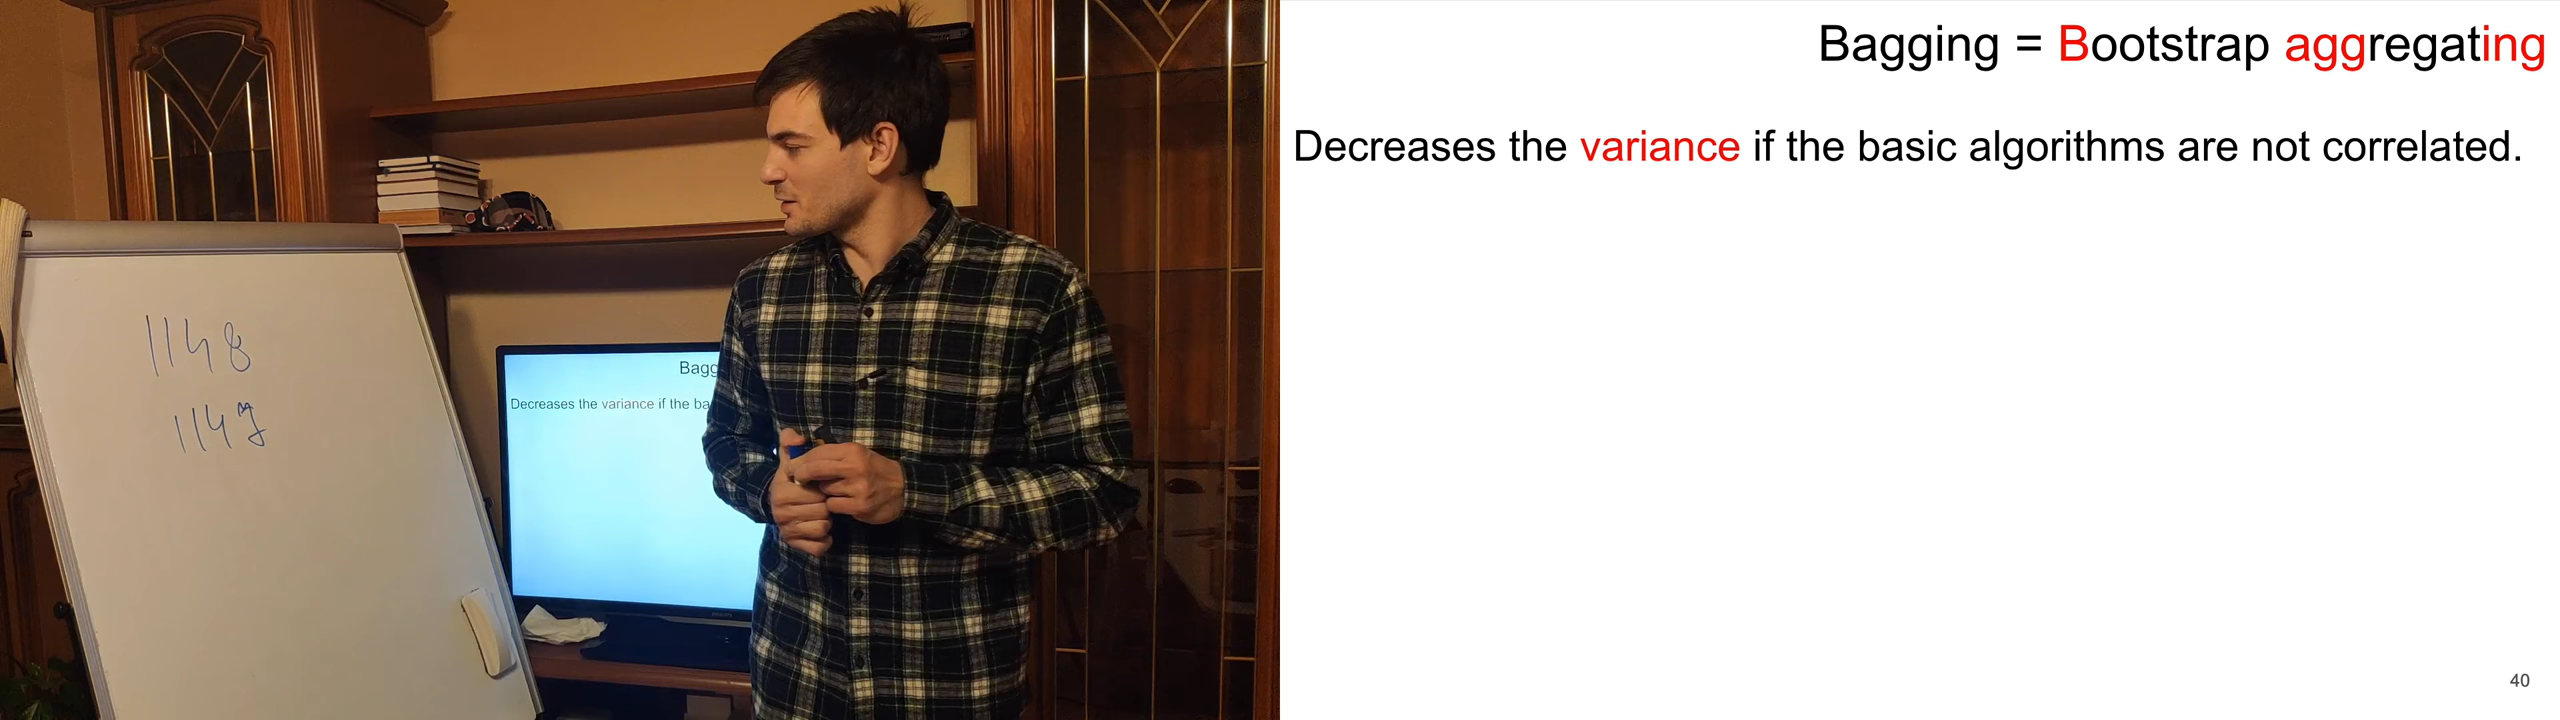 1148
1147
Bagg
Decreases the variance if the ba
Bagging = Bootstrap aggregating
Decreases the variance if the basic algorithms are not correlated.
40